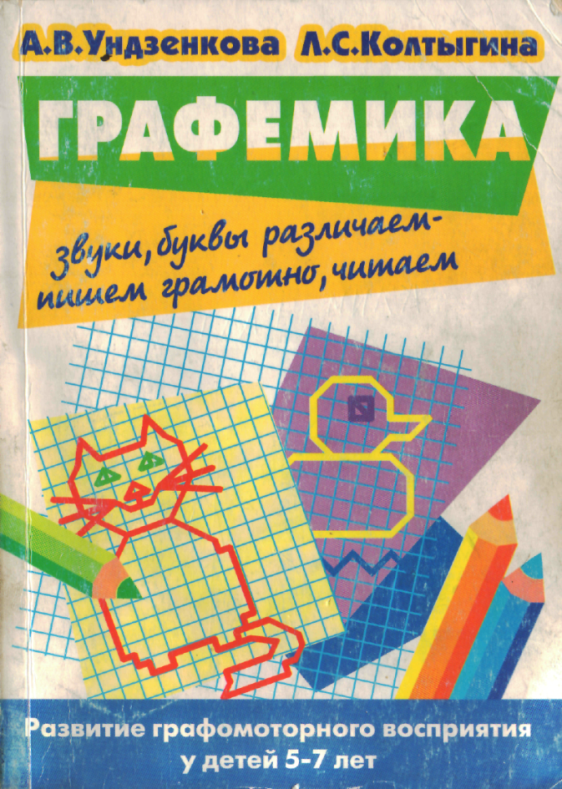 А.В.Ундзенкова Л.С.Колтыгина
ГРАФЕМИКА
звуки, буквы различаем-
пишем грамотно, читаем
Развитие графомоторного восприятия
у детей 5-7 лет